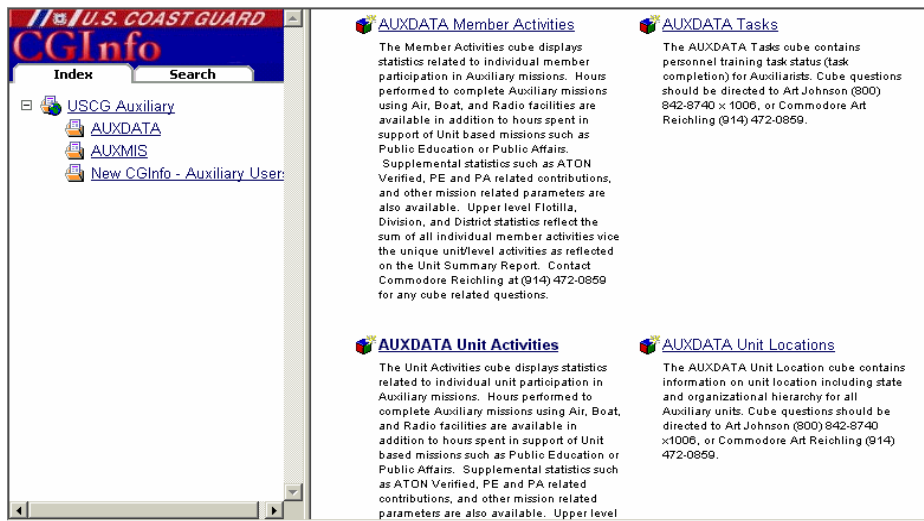 U.S. COAST GUARD
CGInfo
Index
Search
USCG Auxiliary
AUXDATA
AUXMIS
New CGInfo - Auxiliary User
AUXDATA Member Activities
The Member Activities cube displays
statistics related to individual member
participation in Auxiliary missions. Hours
performed to complete Auxiliary missions
using Air, Boat, and Radio facilities are
available in addition to hours spent in
support of Unit based missions such as
Public Education or Public Affairs.
Supplemental statistics such as ATON
Verified, PE and PA related contributions,
and other mission related parameters are
also available. Upper level Flotilla,
Division, and District statistics reflect the
sum of all individual member activities vice
the unique unit/level activities as reflected
on the Unit Summary Report. Contact
Commodore Reichling at (914) 472-0859
for any cube related questions.
AUXDATA Tasks
The AUXDATA Tasks cube contains
personnel training task status (task
completion) for Auxiliarists. Cube questions
should be directed to Art Johnson (800)
842-8740 x 1006, or Commodore Art
Reichling (914) 472-0859.
AUXDATA Unit Activities
The Unit Activities cube displays statistics
related to individual unit participation in
Auxiliary missions. Hours performed to
complete Auxiliary missions using Air, Boat,
and Radio facilities are available in
addition to hours spent in support of Unit
based missions such as Public Education or
Public Affairs. Supplemental statistics such
as ATON Verified, PE and PA related
contributions, and other mission related
parameters are also available. Upper level
AUXDATA Unit Locations
The AUXDATA Unit Location cube contains
information on unit location including state
and organizational hierarchy for all
Auxiliary units. Cube questions should be
directed to Art Johnson (800) 842-8740
x1006, or Commodore Art Reichling (914)
472-0859.